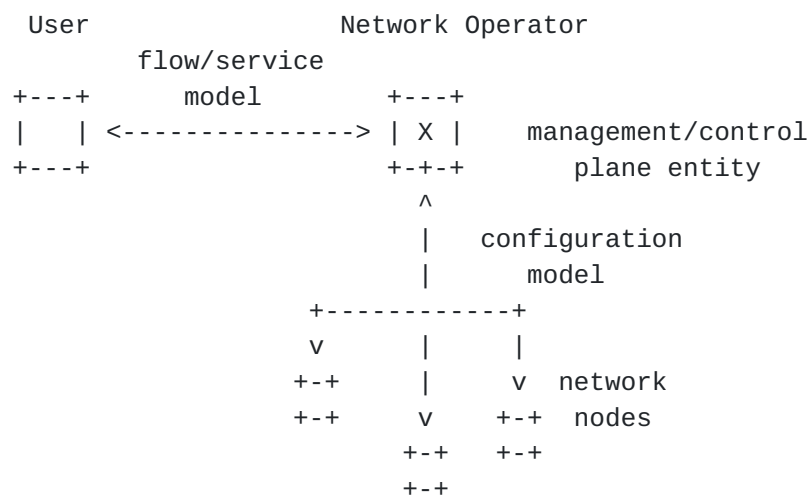 User                Network Operator
flow/service
+---+      model        +---+
|   | <----------------> | X |    management/control
+---+                   +-+-+       plane entity
^
|   configuration
|      model
+------------+
v      |     |
+-+     |     v  network
+-+     v    +-+  nodes
+-+  +-+
+-+